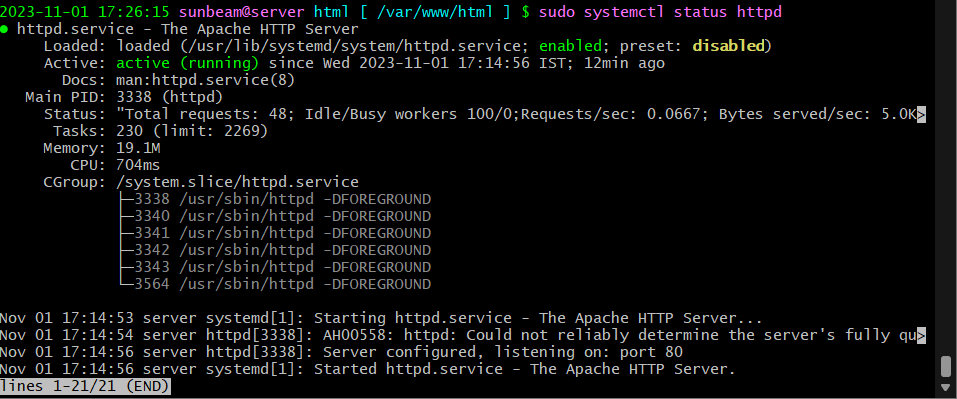 2023-11-01 17:26:15 sunbeam@server html [ /var/www/html ] $ sudo systemctl status httpd
● httpd.service - The Apache HTTP Server
     Loaded: loaded (/usr/lib/systemd/system/httpd.service; enabled; preset: disabled)
     Active: active (running) since Wed 2023-11-01 17:14:56 IST; 12min ago
       Docs: man:httpd.service(8)
   Main PID: 3338 (httpd)
     Status: "Total requests: 48; Idle/Busy workers 100/0;Requests/sec: 0.0667; Bytes served/sec: 5.0K>
      Tasks: 230 (limit: 2269)
     Memory: 19.1M
        CPU: 704ms
     CGroup: /system.slice/httpd.service
             ├─3338 /usr/sbin/httpd -DFOREGROUND
             ├─3340 /usr/sbin/httpd -DFOREGROUND
             ├─3341 /usr/sbin/httpd -DFOREGROUND
             ├─3342 /usr/sbin/httpd -DFOREGROUND
             ├─3343 /usr/sbin/httpd -DFOREGROUND
             └─3564 /usr/sbin/httpd -DFOREGROUND
Nov 01 17:14:53 server systemd[1]: Starting httpd.service - The Apache HTTP Server...
Nov 01 17:14:54 server httpd[3338]: AH00558: httpd: Could not reliably determine the server's fully qu>
Nov 01 17:14:56 server httpd[3338]: Server configured, listening on: port 80
Nov 01 17:14:56 server systemd[1]: Started httpd.service - The Apache HTTP Server.
lines 1-21/21 (END)